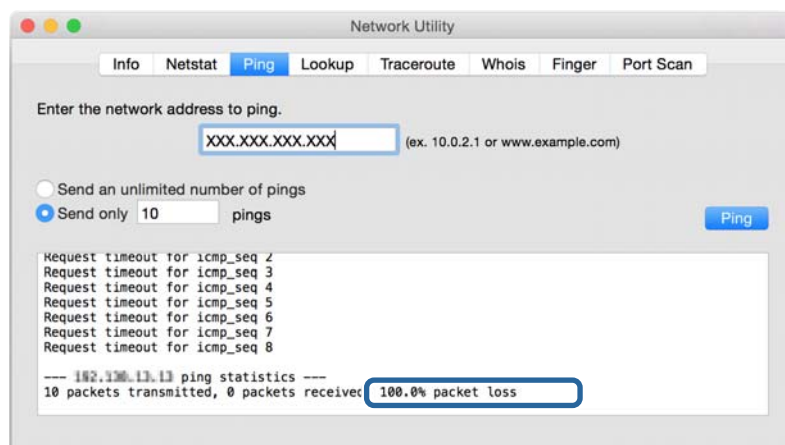 Network Utility
Info Netstat Ping Lookup Traceroute Whois Finger Port Scan
Enter the network address to ping.
XXX.XXX.XXX.XXX (ex. 10.0.2.1 or www.example.com)
Send an unlimited number of pings
Send only 10 pings
Ping
Request timeout for icmp_seq 2
Request timeout for icmp_seq 3
Request timeout for icmp_seq 4
Request timeout for icmp_seq 5
Request timeout for icmp_seq 6
Request timeout for icmp_seq 7
Request timeout for icmp_seq 8
--- ping statistics ---
10 packets transmitted, 0 packets received 100.0% packet loss